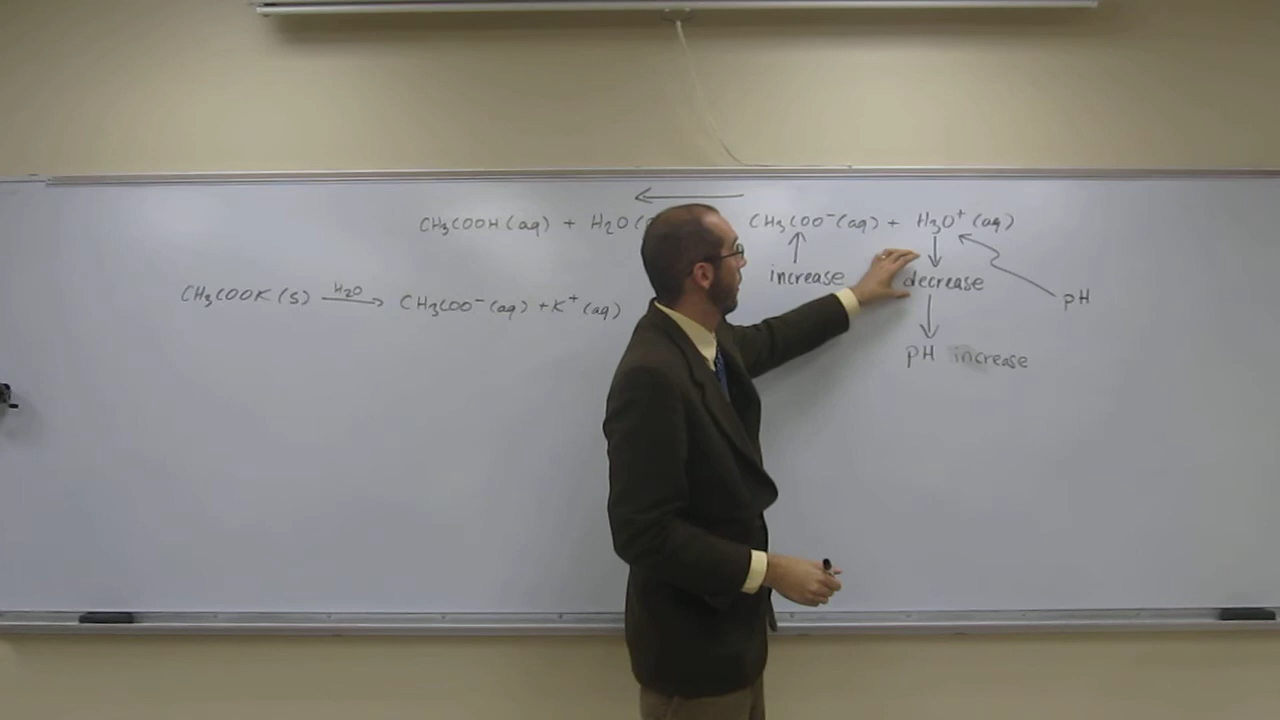 CH₃COOH (aq) + H₂O ( CH₃COO⁻ (aq) + H₃O⁺ (aq)
increase decrease pH
CH₃COOK (s) H₂O → CH₃COO⁻ (aq) + K⁺ (aq)
pH increase